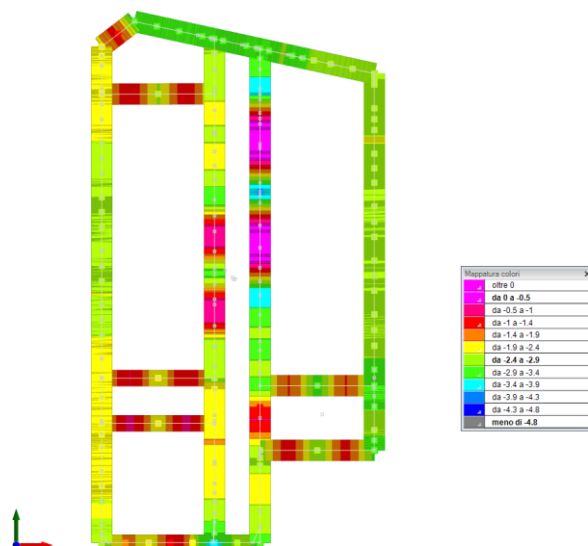 Mappatura colori
oltre 0
da 0 a -0.5
da -0.5 a -1
da -1 a -1.4
da -1.4 a -1.9
da -1.9 a -2.4
da -2.4 a -2.9
da -2.9 a -3.4
da -3.4 a -3.9
da -3.9 a -4.3
da -4.3 a -4.8
meno di -4.8